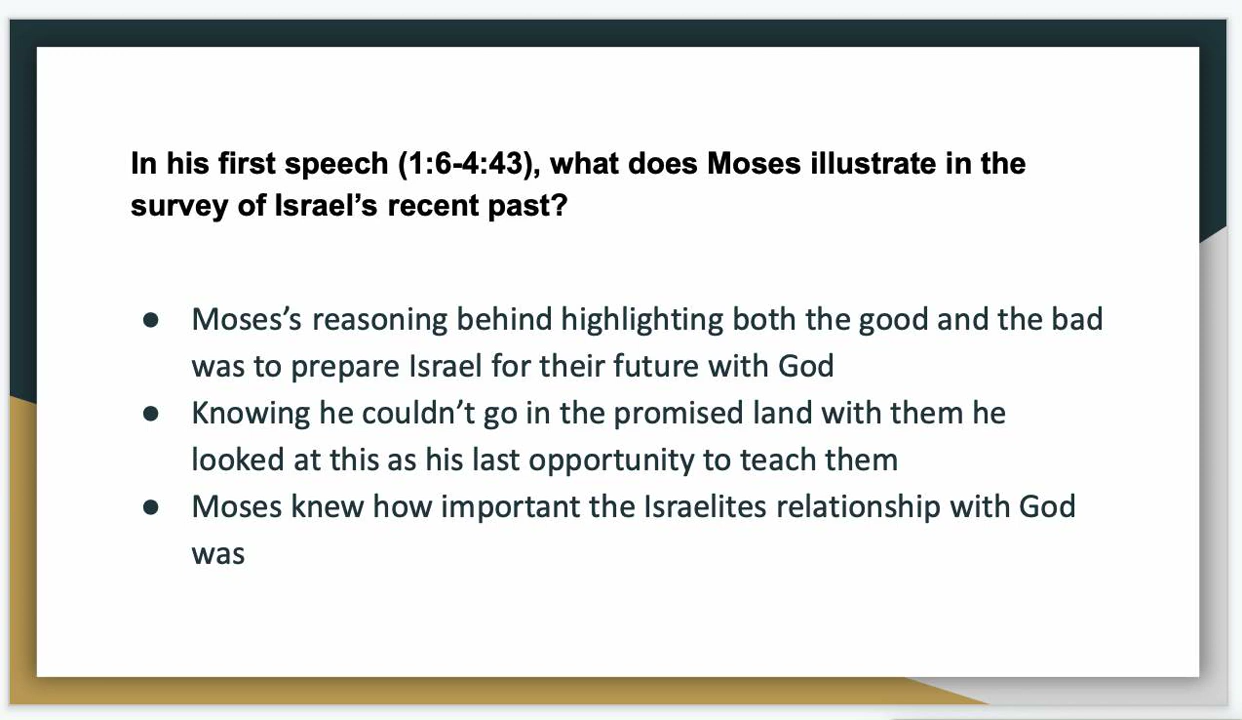 In his first speech (1:6-4:43), what does Moses illustrate in the
survey of Israel’s recent past?
● Moses’s reasoning behind highlighting both the good and the bad
was to prepare Israel for their future with God
● Knowing he couldn’t go in the promised land with them he
looked at this as his last opportunity to teach them
● Moses knew how important the Israelites relationship with God
was